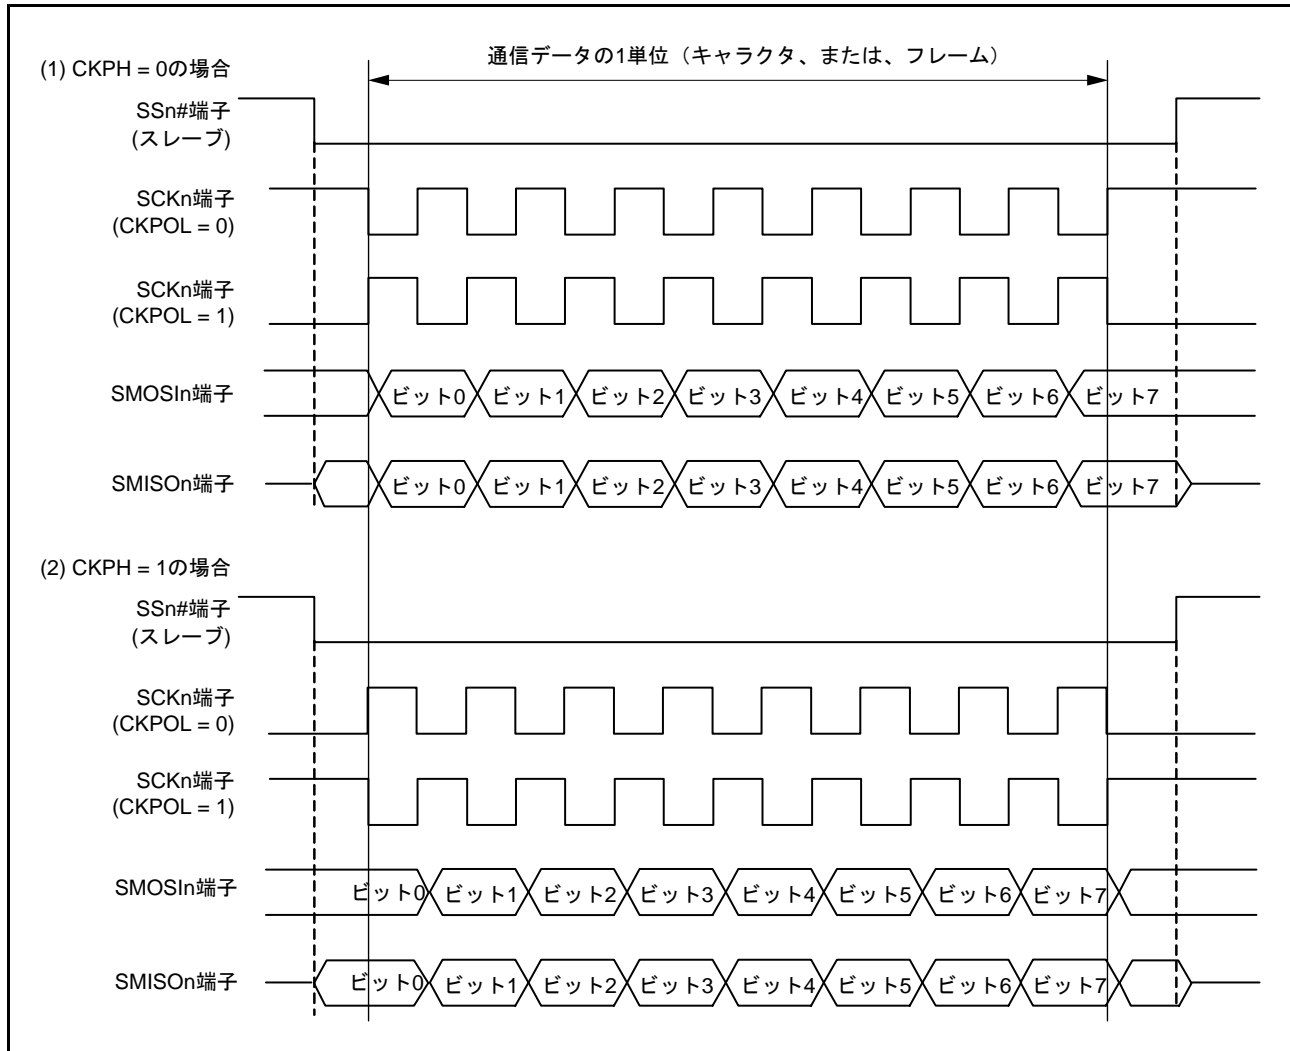 通信データの1単位（キャラクタ、または、フレーム）
(1) CKPH = 0の場合
SSn#端子
(スレーブ)
SCKn端子
(CKPOL = 0)
SCKn端子
(CKPOL = 1)
SMOSIn端子
ビット0 ビット1 ビット2 ビット3 ビット4 ビット5 ビット6 ビット7
SMISOn端子
ビット0 ビット1 ビット2 ビット3 ビット4 ビット5 ビット6 ビット7
(2) CKPH = 1の場合
SSn#端子
(スレーブ)
SCKn端子
(CKPOL = 0)
SCKn端子
(CKPOL = 1)
SMOSIn端子
ビット0 ビット1 ビット2 ビット3 ビット4 ビット5 ビット6 ビット7
SMISOn端子
ビット0 ビット1 ビット2 ビット3 ビット4 ビット5 ビット6 ビット7